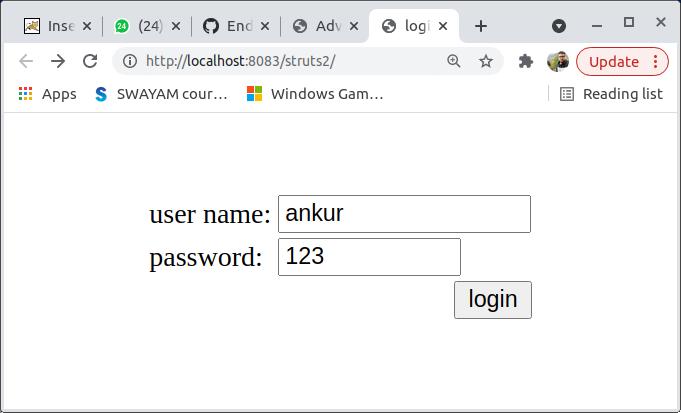 Inse (24) End Adv logi
http://localhost:8083/struts2/ Update
Apps SWAYAM cour... Windows Gam... Reading list
user name: ankur
password: 123
login